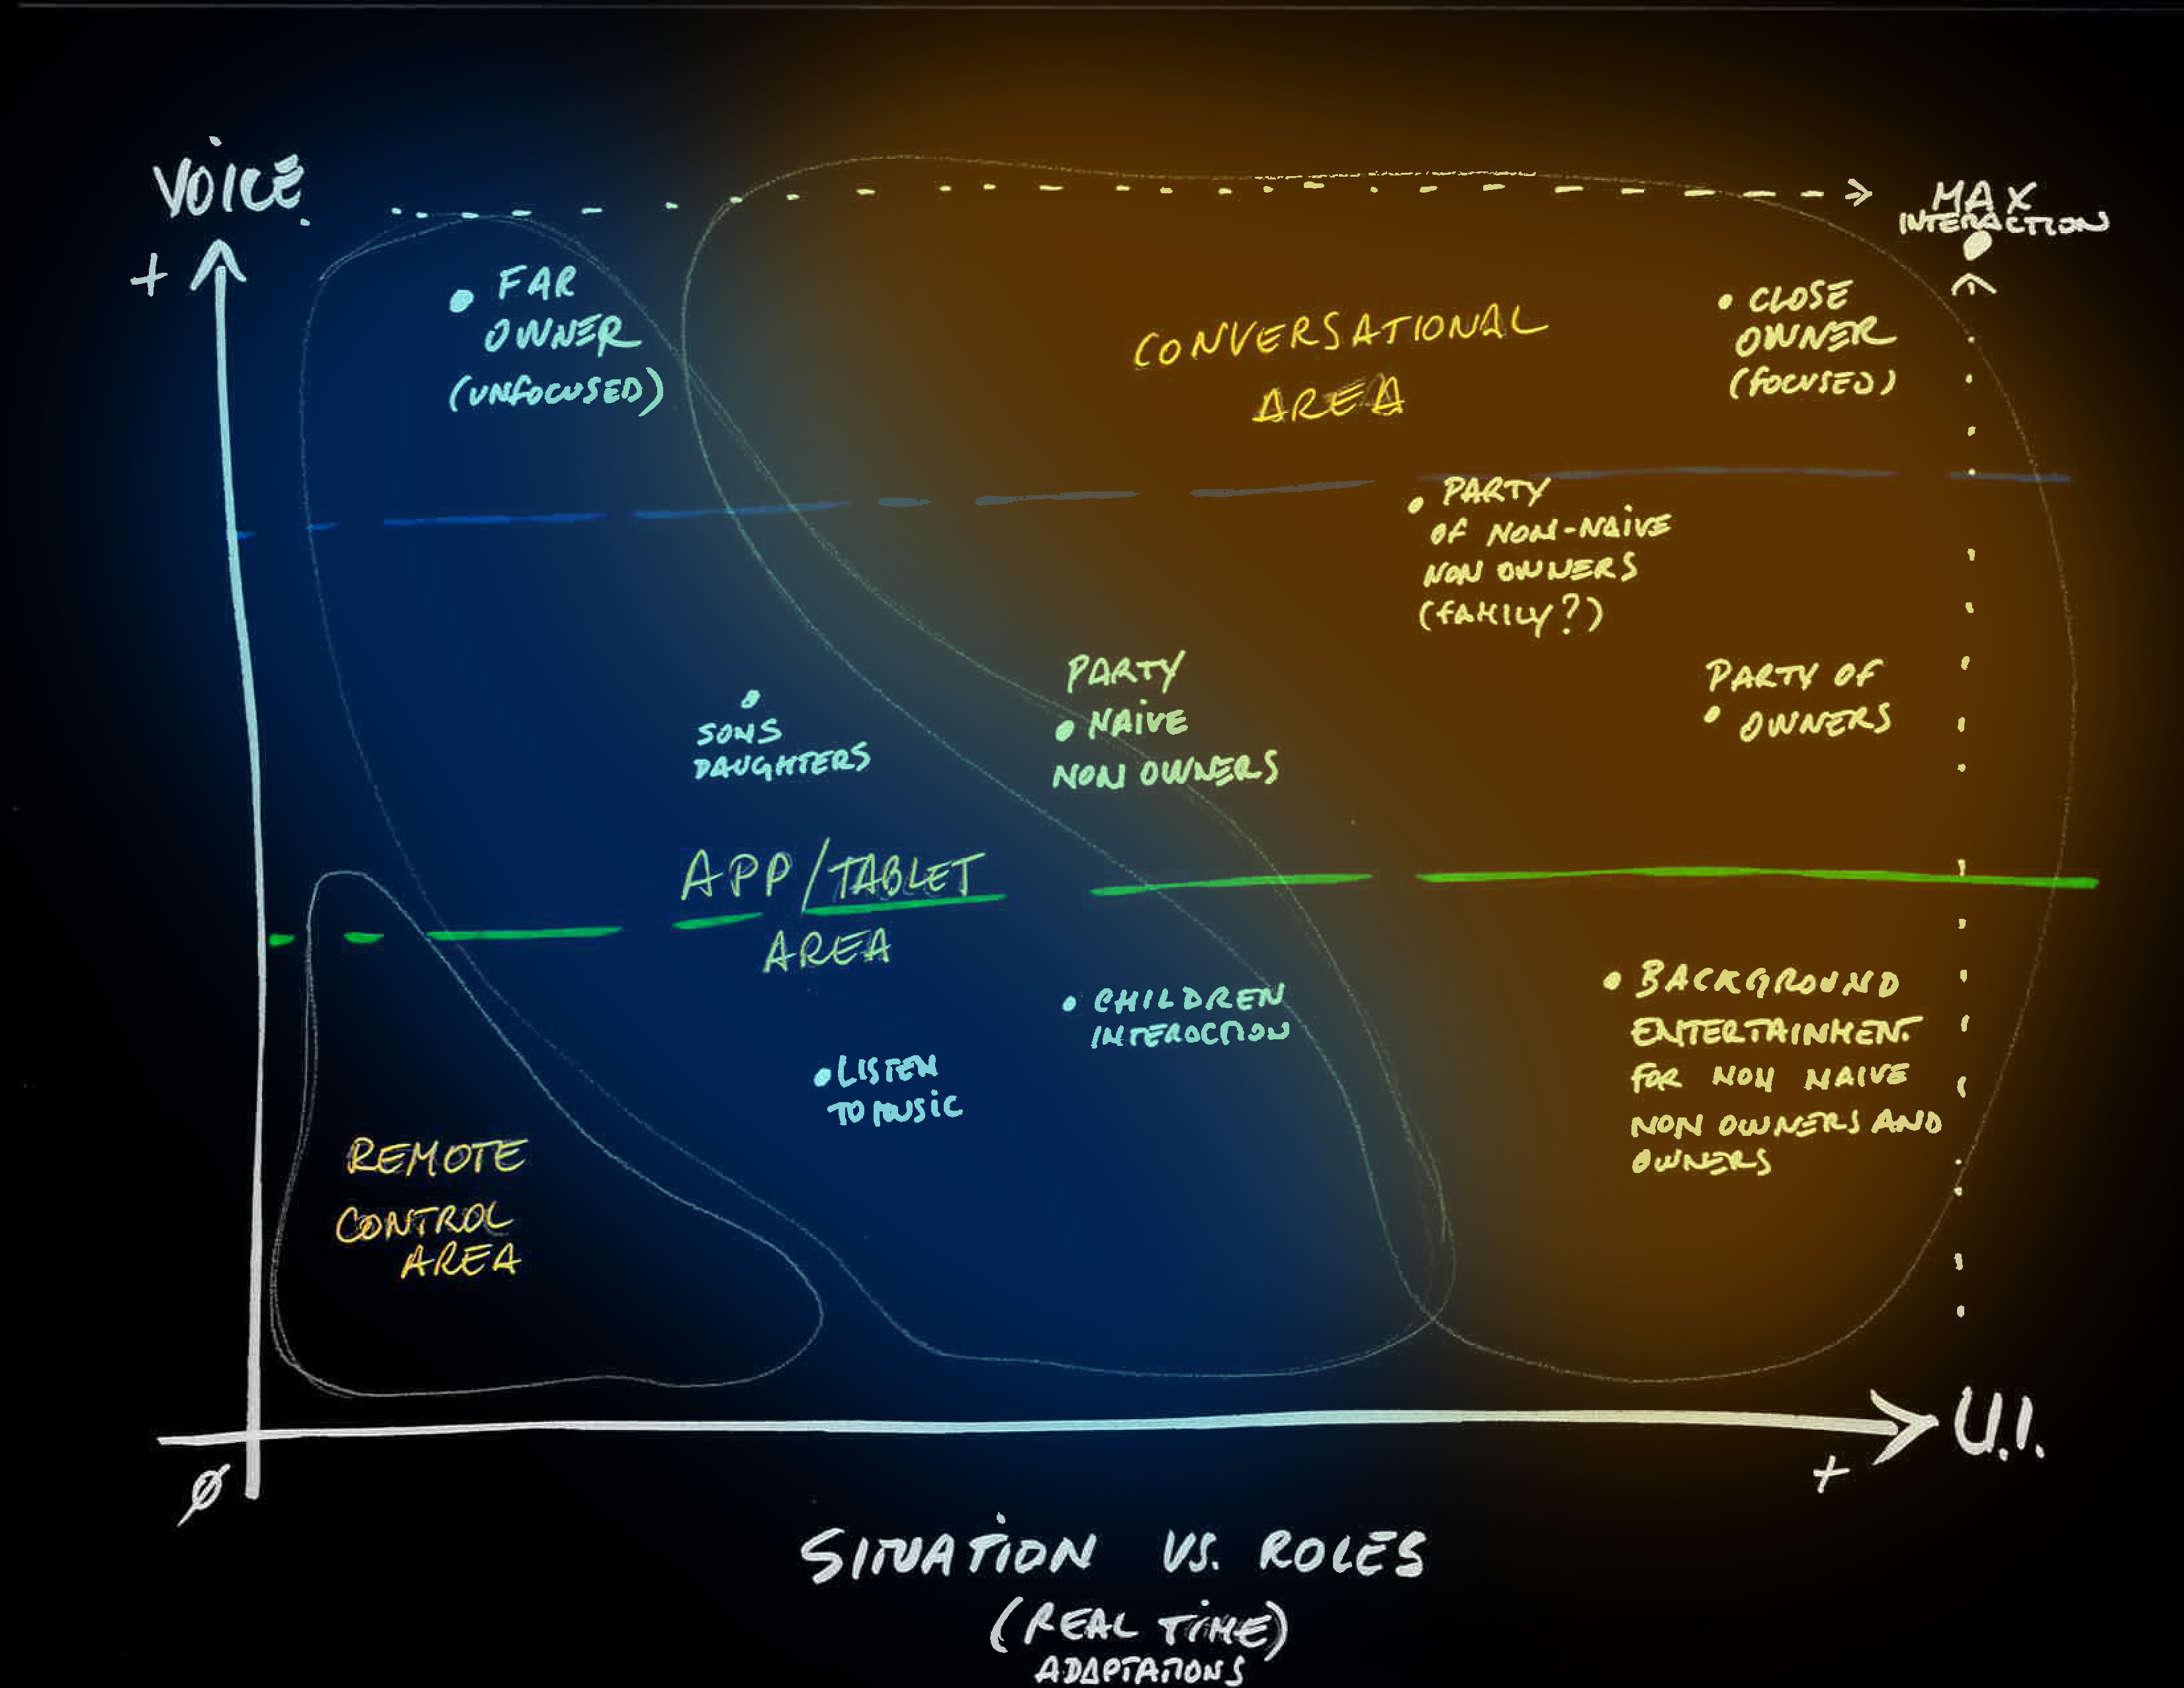 VOICE
+
MAX
INTERACTION
• FAR
OWNER
(UNFOCUSED)
CONVERSATIONAL
AREA
• CLOSE
OWNER
(FOCUSED)
• PARTY
OF NON-NAIVE
NON OWNERS
(FAMILY?)
SONS
DAUGHTERS
PARTY
• NAIVE
NON OWNERS
PARTY OF
• OWNERS
APP/TABLET
AREA
• CHILDREN
INTERACTION
• LISTEN
TO MUSIC
• BACKGROUND
ENTERTAINMENT
FOR NON NAIVE
NON OWNERS AND
OWNERS
REMOTE
CONTROL
AREA
U.I.
+
Ø
SITUATION VS. ROLES
(REAL TIME)
ADAPTATIONS